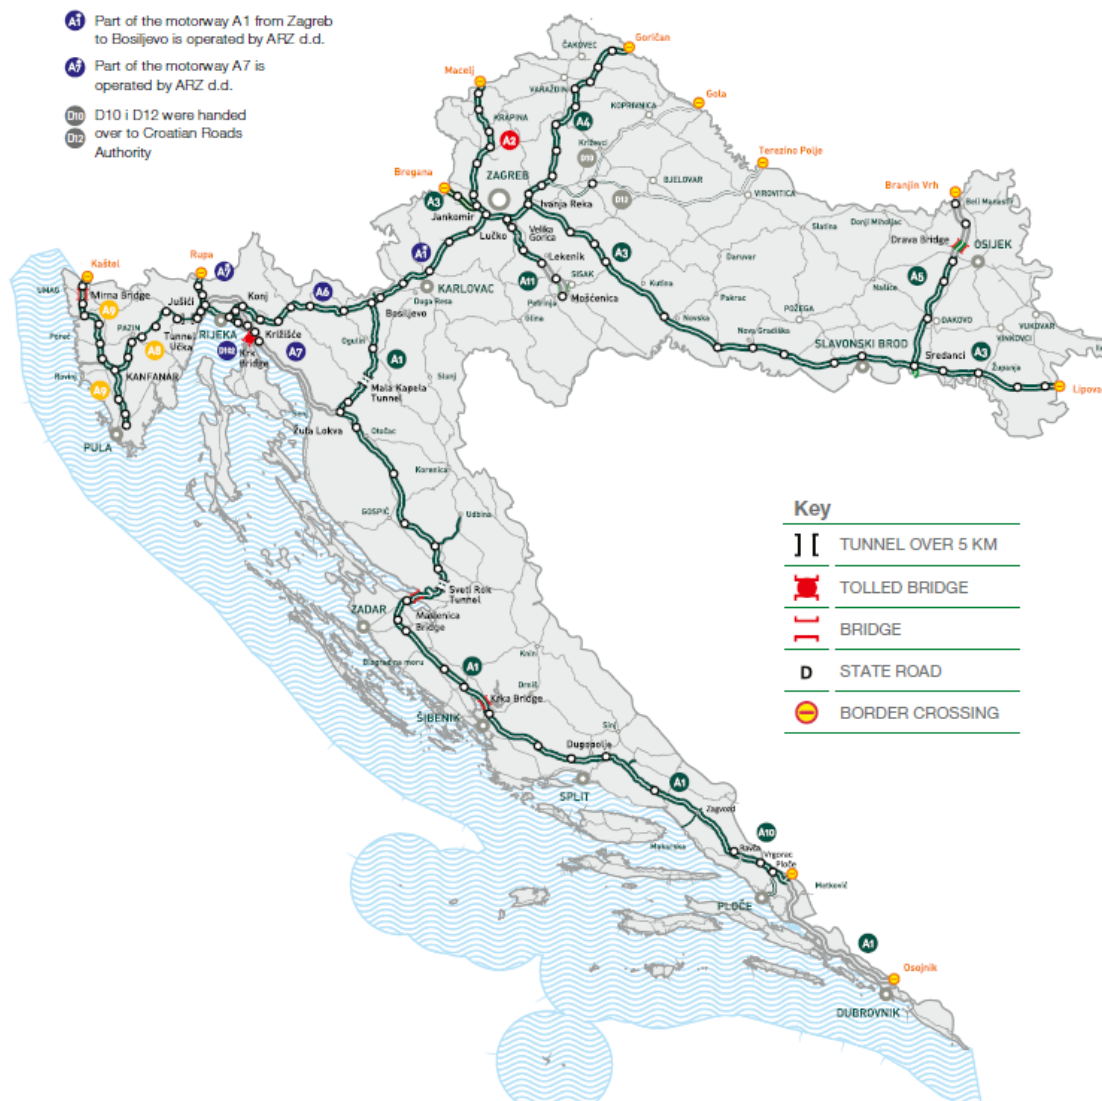 A1 Part of the motorway A1 from Zagreb
to Bosiljevo is operated by ARZ d.d.
A7 Part of the motorway A7 is
operated by ARZ d.d.
D10 D10 i D12 were handed
D12 over to Croatian Roads
Authority
Goričan
ČAKOVEC
Macelj
VARAŽDIN
Gola
KOPRIVNICA
KRAPINA
A4
A2
Križevci
D10
Terezino Polje
Bregana
ZAGREB
BJELOVAR
VIROVITICA
Branjin Vrh
A3
Ivanja Reka
D12
Beli Manastir
Jankomir
Slatina
Donji Miholjac
Lučko
Velika
Gorica
Drava Bridge
OSIJEK
A1
Lekenik
A3
Daruvar
Rupa
A7
Kaštel
A11
SISAK
Kutina
A5
Našice
UMAG
Mirna Bridge
Jušići
Konj
A6
KARLOVAC
Mošćenica
Petrinja
Pakrac
POŽEGA
Duga Resa
A9
Bosiljevo
Glina
Novska
ĐAKOVO
VUKOVAR
Poreč
PAZIN
RIJEKA
Križišće
Nova Gradiška
VINKOVCI
Tunnel
Učka
A8
D102
Krk
Bridge
A7
Ogulin
SLAVONSKI BROD
Sredanci
A3
Županja
A1
Rovinj
KANFANAR
Slunj
A9
Mala Kapela
Tunnel
Lipovac
PULA
Senj
Žuta Lokva
Otočac
Korenica
GOSPIĆ
Udbina
Key
TUNNEL OVER 5 KM
TOLLED BRIDGE
BRIDGE
D STATE ROAD
BORDER CROSSING
Sveti Rok
Tunnel
ZADAR
Maslenica
Bridge
Knin
Biograd na moru
A1
Drniš
Krka Bridge
ŠIBENIK
Sinj
Dugopolje
A1
SPLIT
Zagvozd
A10
Makarska
Ravča
Vrgorac
Ploče
Metković
PLOČE
A1
Osojnik
DUBROVNIK